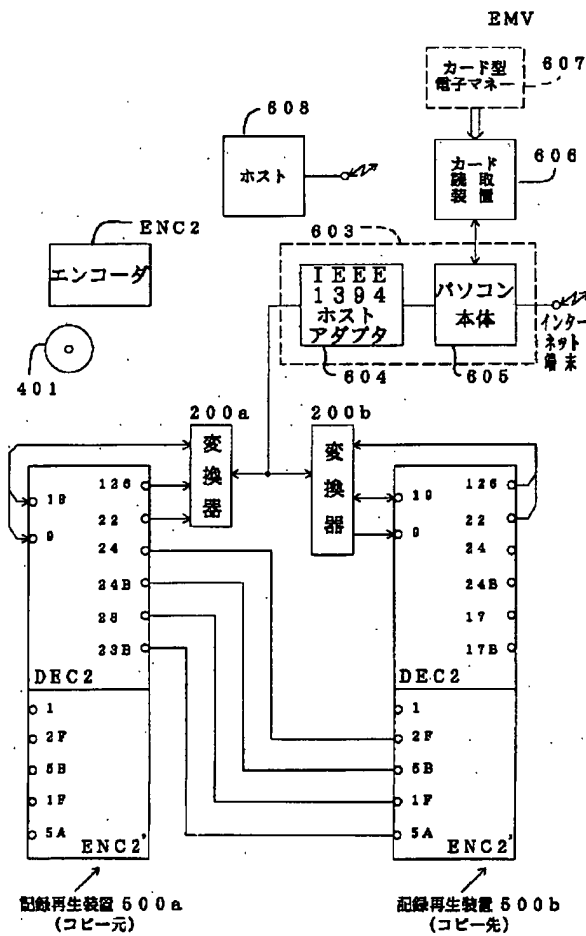 EMV
カード型
電子マネー
607
608
ホスト
カード
読取
装置
606
ENC2
エンコーダ
401
603
IEEE
1394
ホスト
アダプタ
604
パソコン
本体
605
インター
ネット
端末
200a
変換器
200b
変換器
19
9
126
22
24
24B
23B
DEC2
1
2F
5B
1F
5A
ENC2'
19
9
126
22
24
24B
17
17B
DEC2
1
2F
5B
1F
5A
ENC2'
記録再生装置 500a
(コピー元)
記録再生装置 500b
(コピー先)